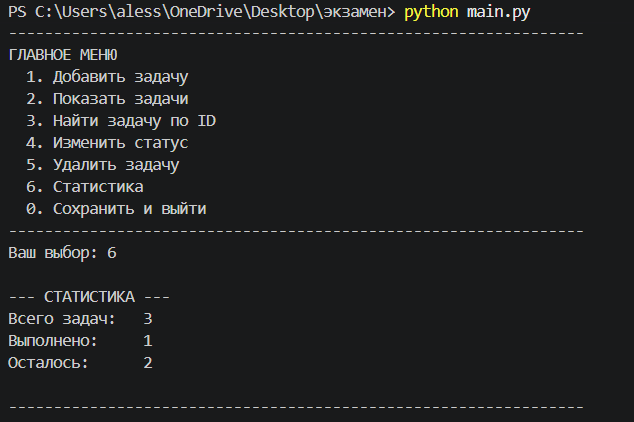 PS C:\Users\aless\OneDrive\Desktop\экзамен> python main.py
----------------------------------------------------------------
ГЛАВНОЕ МЕНЮ
  1. Добавить задачу
  2. Показать задачи
  3. Найти задачу по ID
  4. Изменить статус
  5. Удалить задачу
  6. Статистика
  0. Сохранить и выйти
----------------------------------------------------------------
Ваш выбор: 6

--- СТАТИСТИКА ---
Всего задач:   3
Выполнено:     1
Осталось:      2

----------------------------------------------------------------